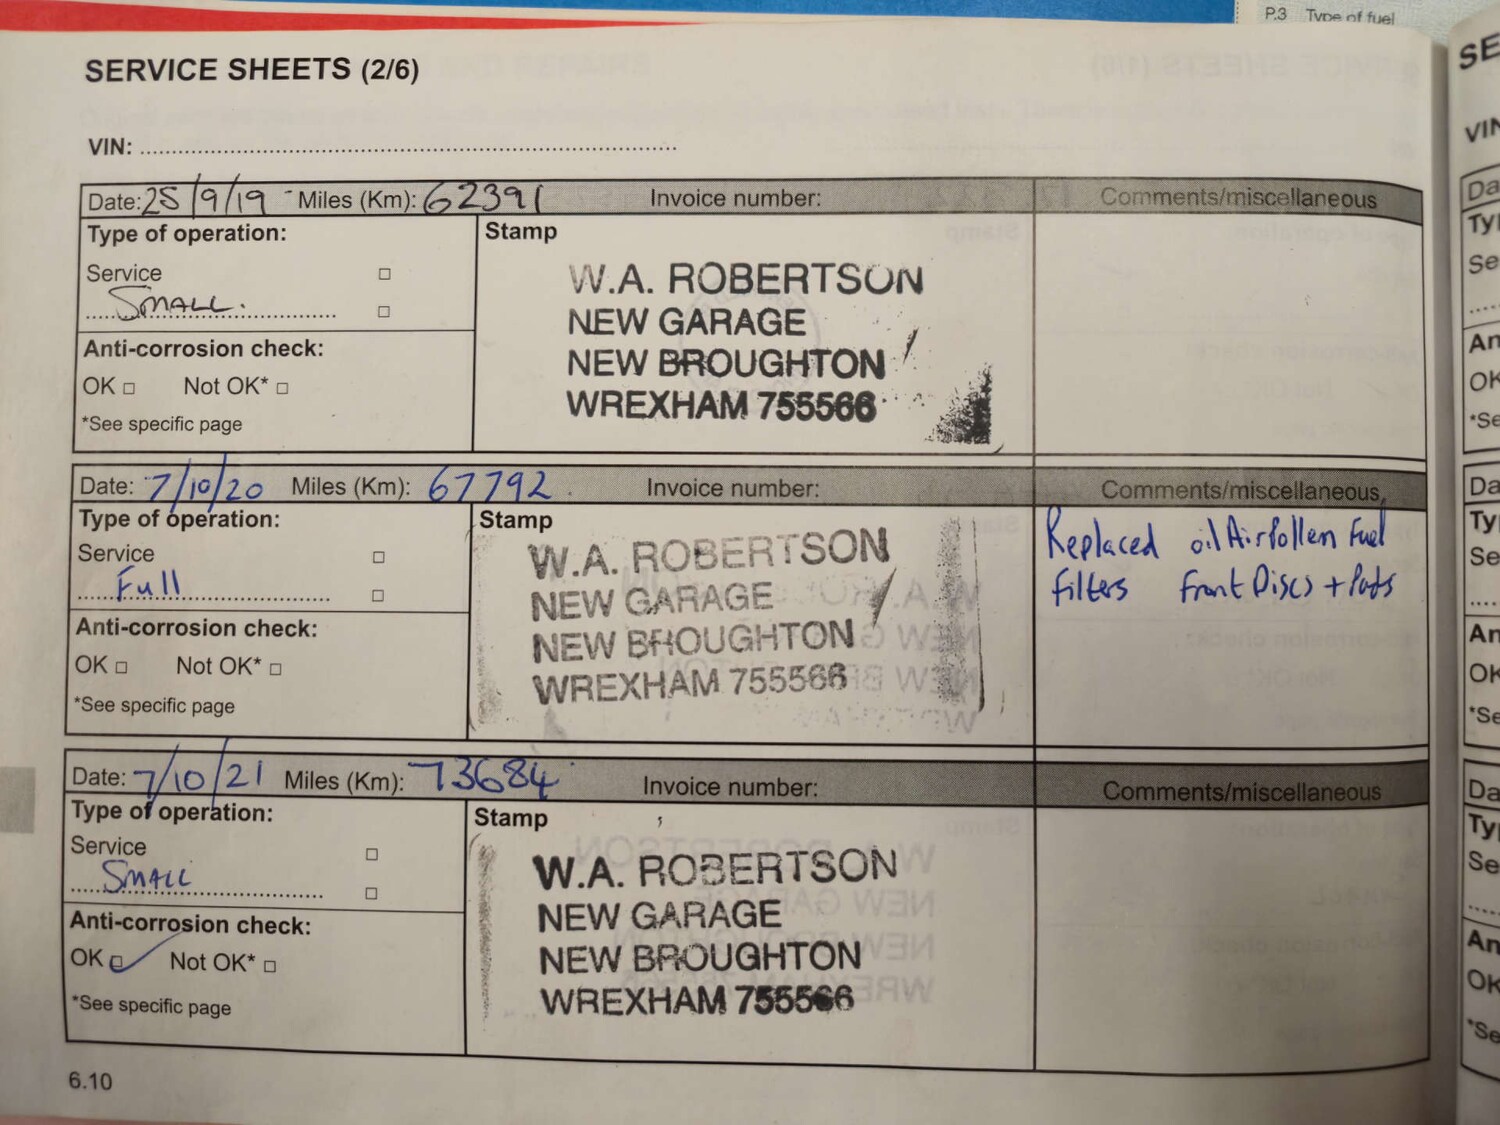 P.3 Type of fuel
SERVICE SHEETS (2/6)
VIN:
Date: 25/9/19 Miles (Km): 62391 Invoice number: Comments/miscellaneous
Type of operation:
Stamp
Service
SMALL.
W.A. ROBERTSON
NEW GARAGE
NEW BROUGHTON
WREXHAM 755566
Anti-corrosion check:
OK Not OK*
*See specific page
Date: 7/10/20 Miles (Km): 67792 Invoice number: Comments/miscellaneous
Type of operation:
Stamp
Service
Full
W.A. ROBERTSON
NEW GARAGE
NEW BROUGHTON
WREXHAM 755566
Replaced oil Air Pollen Fuel
filters front Discs + Pads
Anti-corrosion check:
OK Not OK*
*See specific page
Date: 7/10/21 Miles (Km): 73684 Invoice number: Comments/miscellaneous
Type of operation:
Stamp
Service
SMALL
W.A. ROBERTSON
NEW GARAGE
NEW BROUGHTON
WREXHAM 755566
Anti-corrosion check:
OK Not OK*
*See specific page
6.10